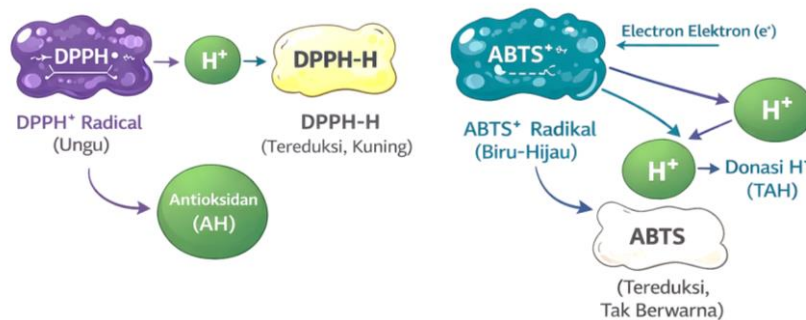 DPPH•
H⁺
DPPH-H
DPPH⁺ Radical
(Ungu)
DPPH-H
(Tereduksi, Kuning)
Antioksidan
(AH)
ABTS⁺•
Electron Elektron (e•)
ABTS⁺ Radikal
(Biru-Hijau)
H⁺
H⁺
Donasi H⁺
(TAH)
ABTS
(Tereduksi,
Tak Berwarna)